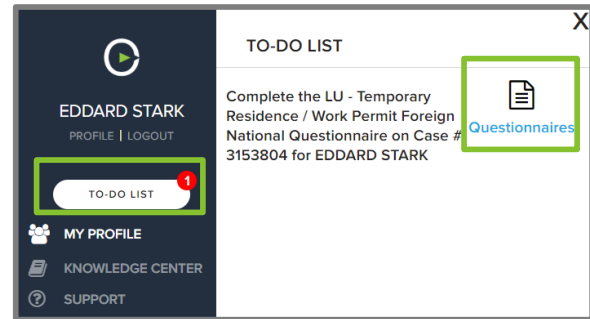 EDDARD STARK
PROFILE | LOGOUT
TO-DO LIST
1
MY PROFILE
KNOWLEDGE CENTER
SUPPORT
TO-DO LIST
X
Complete the LU - Temporary
Residence / Work Permit Foreign
National Questionnaire on Case #
3153804 for EDDARD STARK
Questionnaires